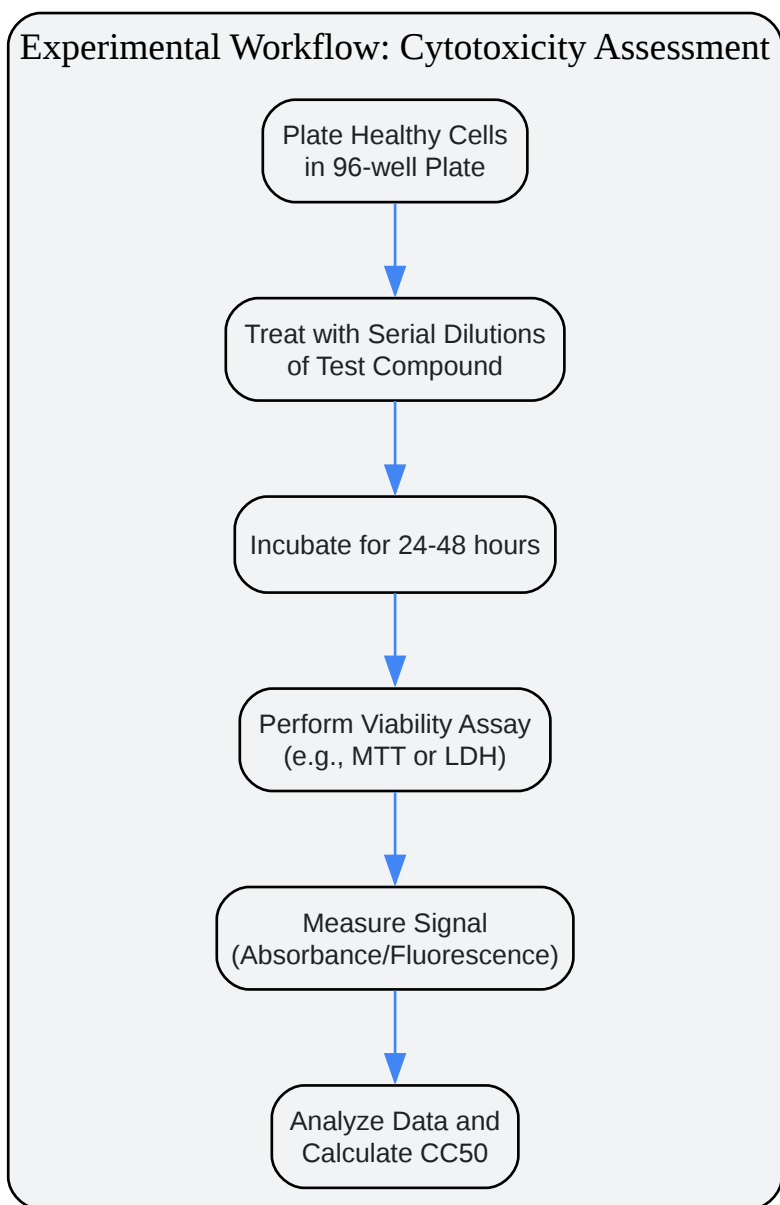 Experimental Workflow: Cytotoxicity Assessment
Plate Healthy Cells
in 96-well Plate
Treat with Serial Dilutions
of Test Compound
Incubate for 24-48 hours
Perform Viability Assay
(e.g., MTT or LDH)
Measure Signal
(Absorbance/Fluorescence)
Analyze Data and
Calculate CC50